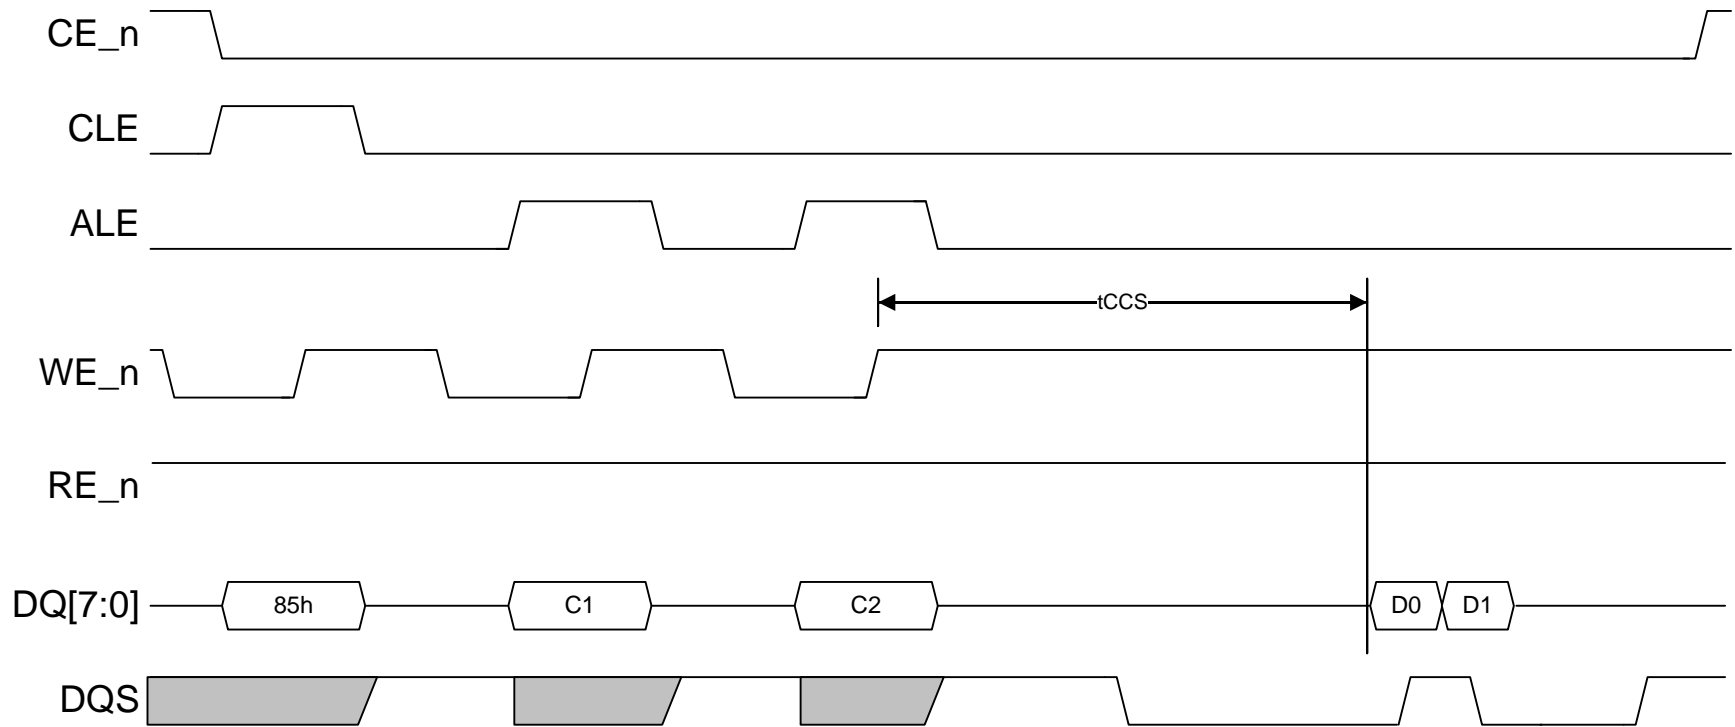 CE_n
CLE
ALE
tCCS
WE_n
RE_n
DQ[7:0] 85h C1 C2 D0 D1
DQS